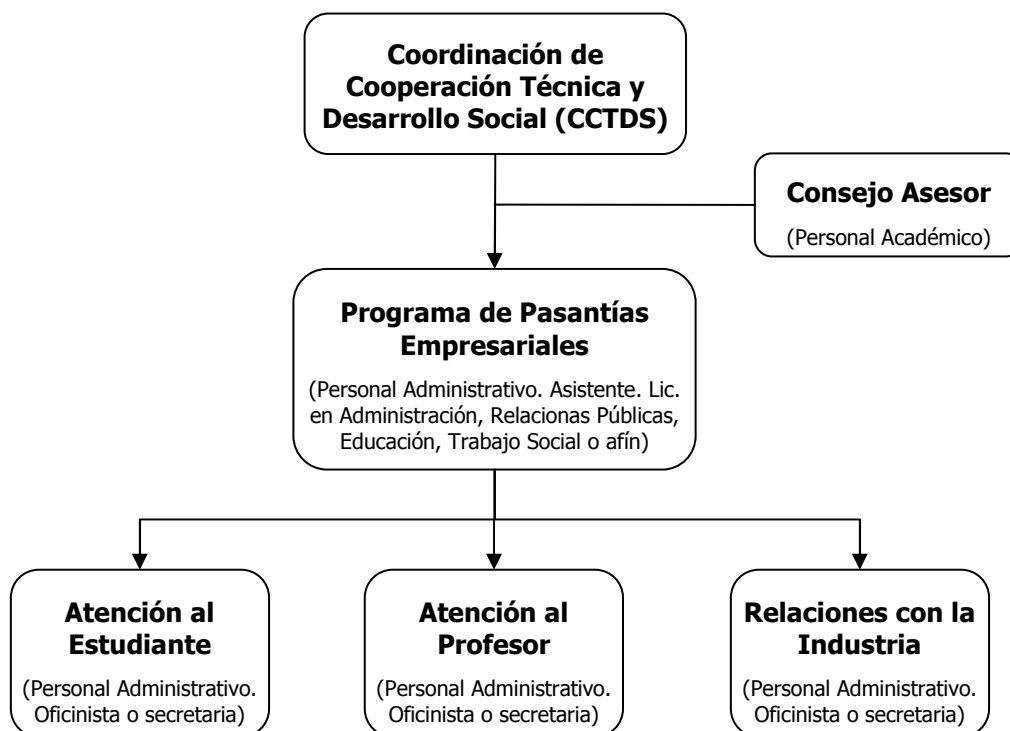 Coordinación de
Cooperación Técnica y
Desarrollo Social (CCTDS)
Consejo Asesor
(Personal Académico)
Programa de Pasantías
Empresariales
(Personal Administrativo. Asistente. Lic.
en Administración, Relacionas Públicas,
Educación, Trabajo Social o afín)
Atención al
Estudiante
(Personal Administrativo.
Oficinista o secretaria)
Atención al
Profesor
(Personal Administrativo.
Oficinista o secretaria)
Relaciones con la
Industria
(Personal Administrativo.
Oficinista o secretaria)